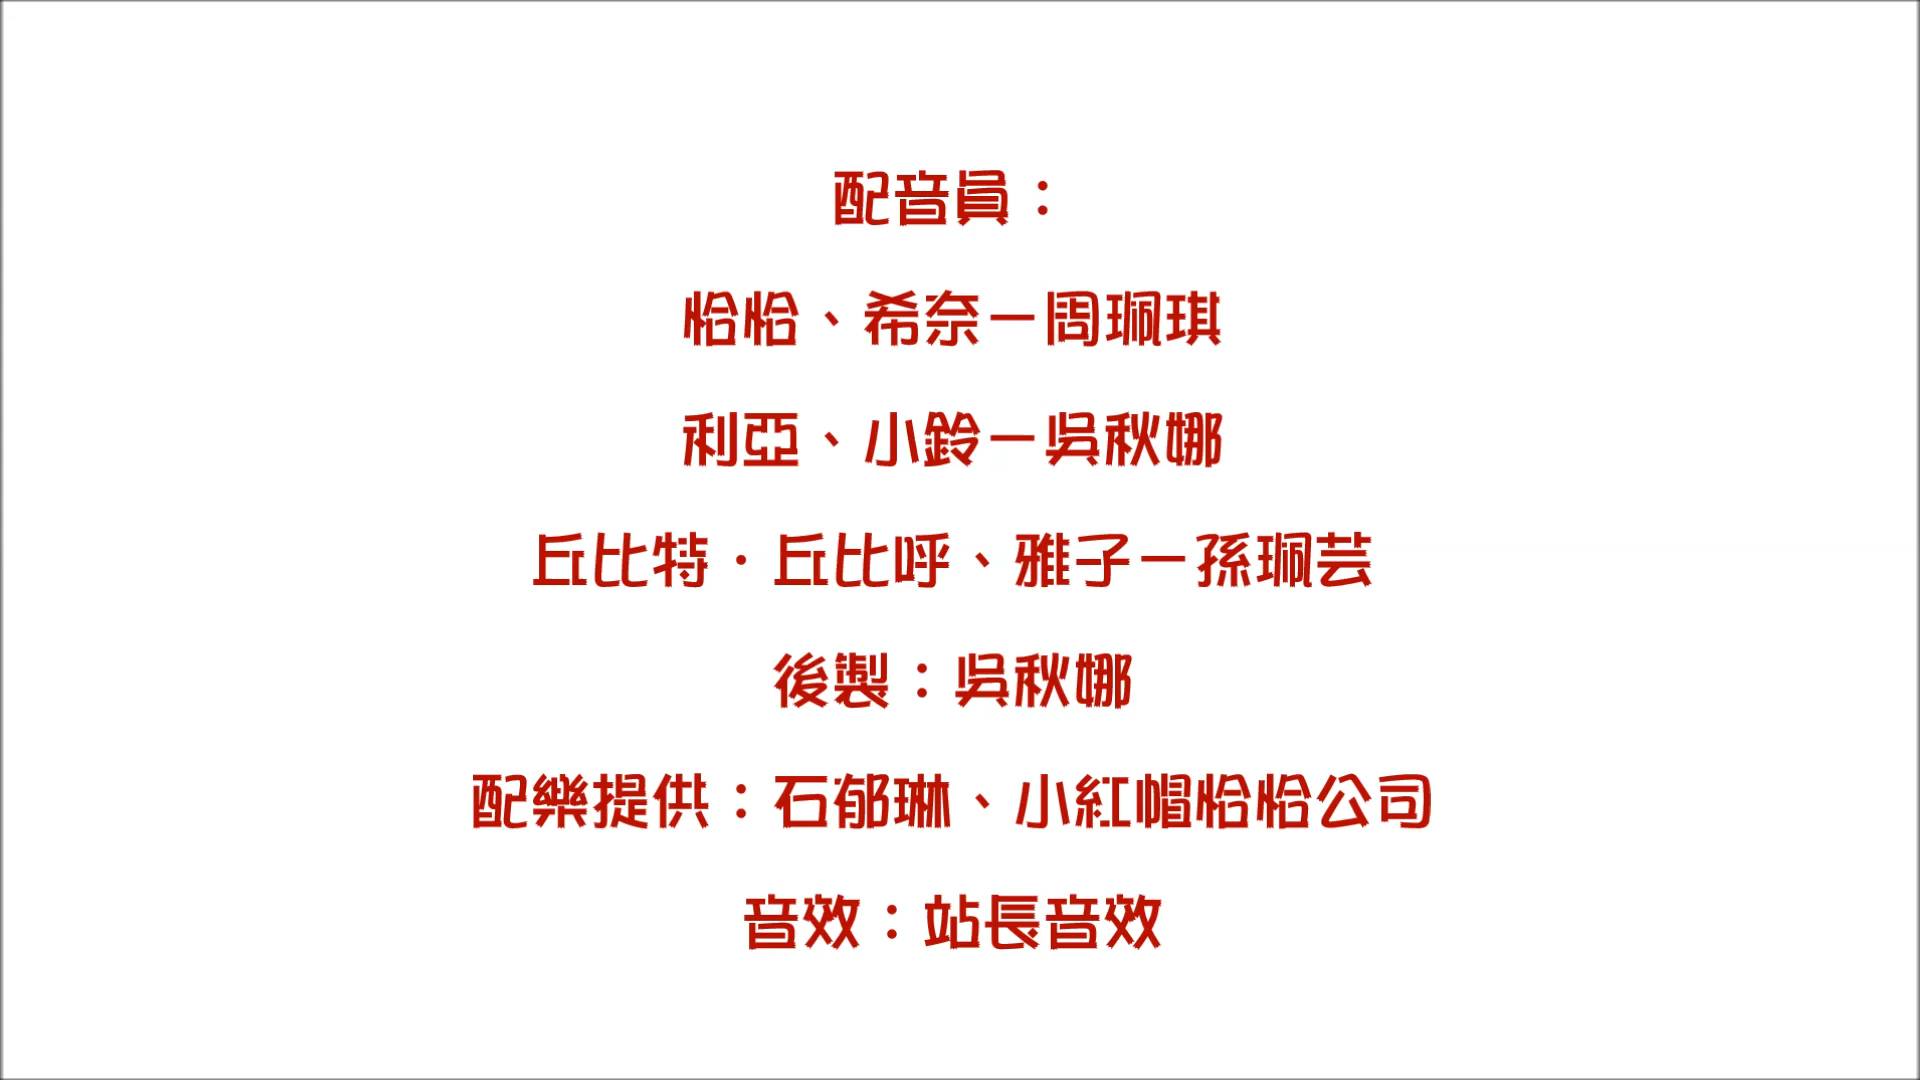 配音員：
恰恰、希奈－周珮琪
利亞、小鈴－吳秋娜
丘比特．丘比呼、雅子－孫珮芸
後製：吳秋娜
配樂提供：石郁琳、小紅帽恰恰公司
音效：站長音效